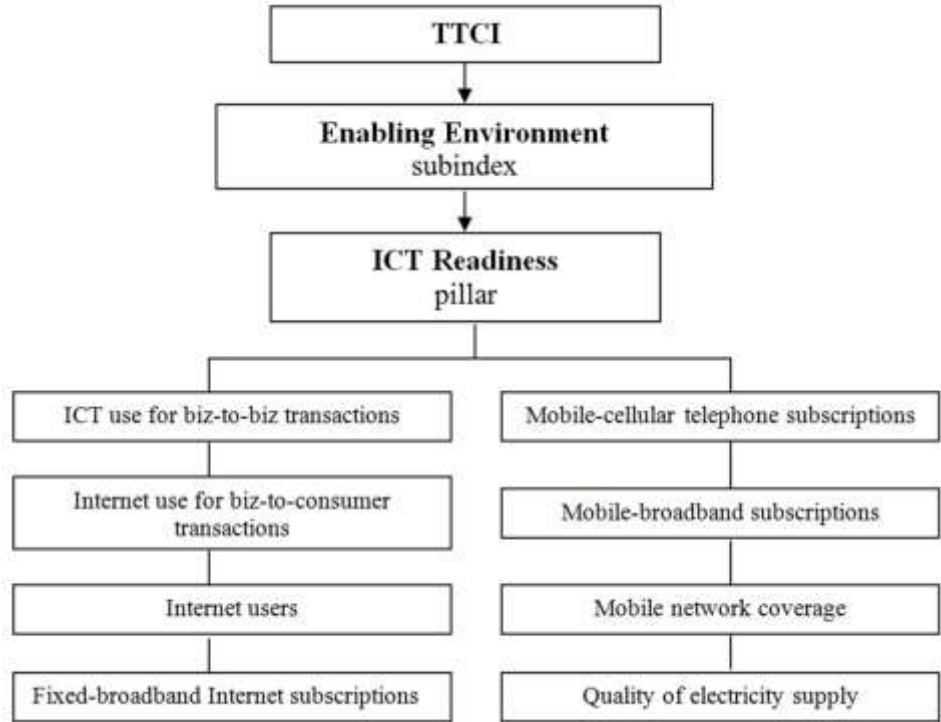 TTCI
Enabling Environment
subindex
ICT Readiness
pillar
ICT use for biz-to-biz transactions
Internet use for biz-to-consumer
transactions
Internet users
Fixed-broadband Internet subscriptions
Mobile-cellular telephone subscriptions
Mobile-broadband subscriptions
Mobile network coverage
Quality of electricity supply